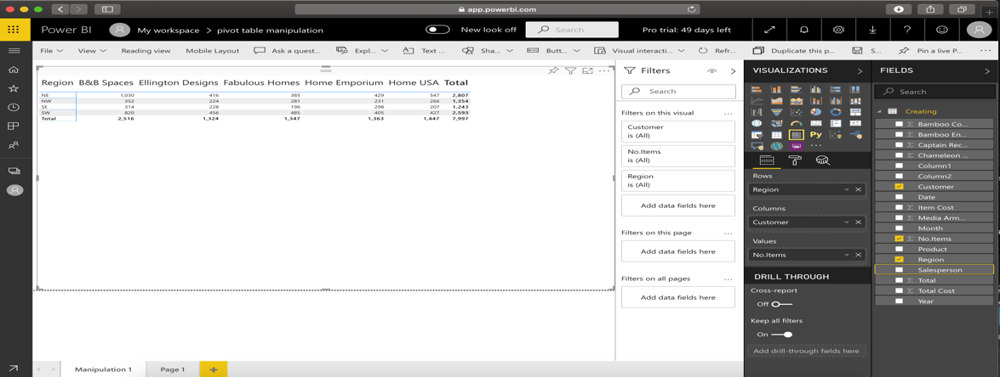 app.powerbi.com
Power BI My workspace > pivot table manipulation New look off Search Pro trial: 49 days left ?
File View Reading view Mobile Layout Ask a quest... Expl... Text ... Sha... Butt... Visual interacti... Refr... Duplicate this p... S... Pin a live P... ...
Region B&B Spaces Ellington Designs Fabulous Homes Home Emporium Home USA Total
NE 1,030 416 385 429 547 2,807
NW 352 224 281 231 266 1,354
SE 314 228 196 298 207 1,243
SW 820 456 485 405 427 2,593
Total 2,516 1,324 1,347 1,363 1,447 7,997
Filters
Search
Filters on this visual ...
Customer
is (All)
No.Items
is (All)
Region
is (All)
Add data fields here
Filters on this page ...
Add data fields here
Filters on all pages ...
Add data fields here
VISUALIZATIONS
Py
...
Rows
Region
Columns
Customer
Values
No.Items
DRILL THROUGH
Cross-report
Off
Keep all filters
On
Add drill-through fields here
FIELDS
Search
Creating
Σ Bamboo Co...
Σ Bamboo En...
Σ Captain Rec...
Σ Chameleon ...
Column1
Column2
Customer
Date
Σ Item Cost
Σ Media Arm...
Month
Σ No.Items
Product
Region
Salesperson
Σ Total
Σ Total Cost
Year
Manipulation 1 Page 1 +